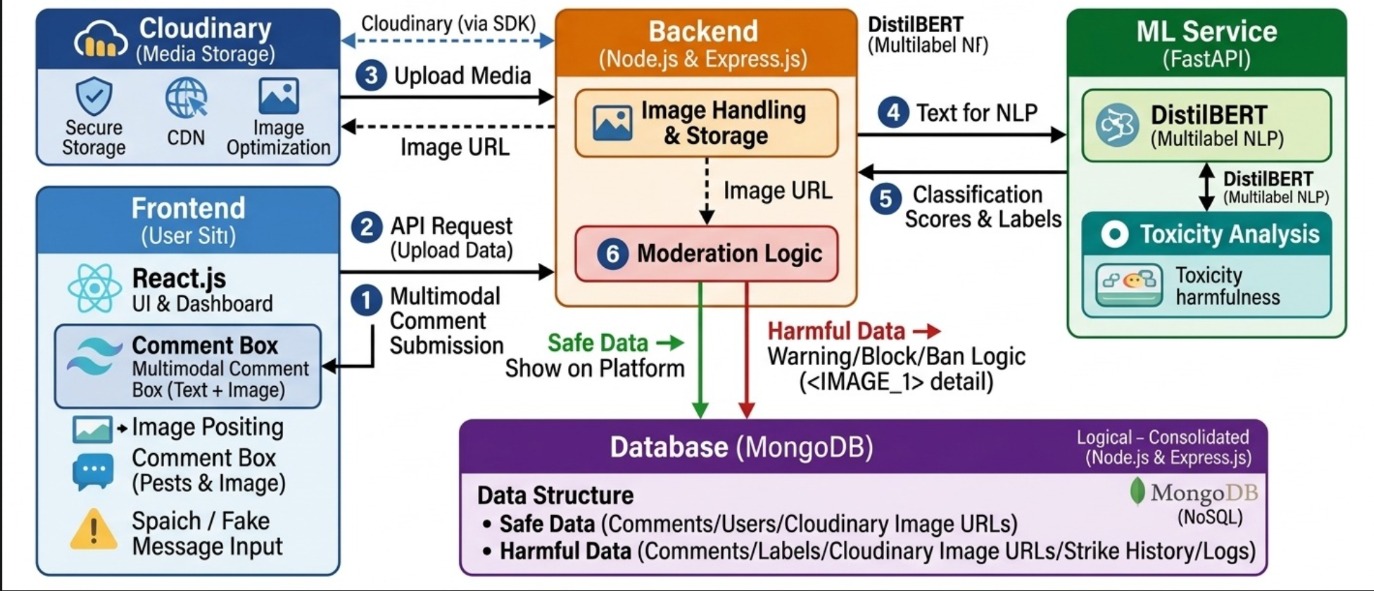 Cloudinary
(Media Storage)
Secure
Storage
CDN
Image
Optimization
Cloudinary (via SDK)
3 Upload Media
Image URL
Backend
(Node.js & Express.js)
Image Handling
& Storage
Image URL
6 Moderation Logic
DistilBERT
(Multilabel Nf)
4 Text for NLP
5 Classification
Scores & Labels
ML Service
(FastAPI)
DistilBERT
(Multilabel NLP)
DistilBERT
(Multilabel NLP)
Toxicity Analysis
Toxicity
harmfulness
Frontend
(User Sitı)
React.js
UI & Dashboard
Comment Box
Multimodal Comment
Box (Text + Image)
Image Positing
Comment Box
(Pests & Image)
Spaich / Fake
Message Input
2 API Request
(Upload Data)
1 Multimodal
Comment
Submission
Safe Data
Show on Platform
Harmful Data
Warning/Block/Ban Logic
(<IMAGE_1> detail)
Database (MongoDB)
Logical – Consolidated
(Node.js & Express.js)
Data Structure
• Safe Data (Comments/Users/Cloudinary Image URLs)
• Harmful Data (Comments/Labels/Cloudinary Image URLs/Strike History/Logs)
MongoDB
(NoSQL)